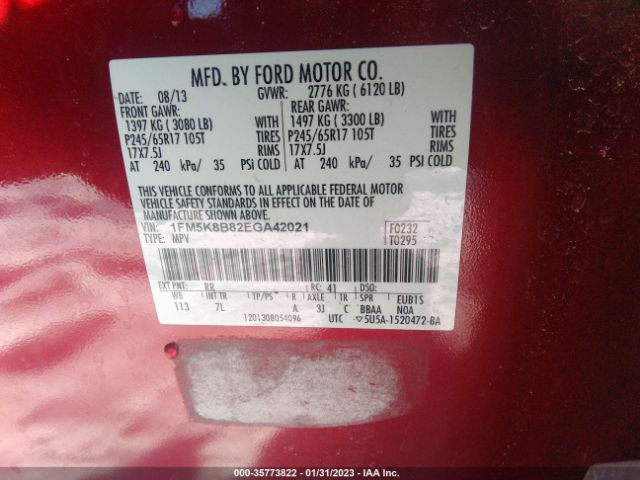 MFD. BY FORD MOTOR CO.
DATE: 08/13 GVWR: 2776 KG ( 6120 LB)
FRONT GAWR: REAR GAWR:
1397 KG ( 3080 LB) WITH 1497 KG ( 3300 LB) WITH
P245/65R17 105T TIRES P245/65R17 105T TIRES
17X7.5J RIMS 17X7.5J RIMS
AT 240 kPa/ 35 PSI COLD AT 240 kPa/ 35 PSI COLD
THIS VEHICLE CONFORMS TO ALL APPLICABLE FEDERAL MOTOR
VEHICLE SAFETY STANDARDS IN EFFECT ON THE DATE OF
MANUFACTURE SHOWN ABOVE.
VIN: 1FM5K8B82EGA42021 F0232
TYPE: MPV T0295
EXT PNT: RR RC: 41 DSO:
WB INT TR TP/PS R AXLE TR SPR EUB1S
113 7L A 3J C BBAA NOA
1201308054096 UTC ▽5U5A-1520472-BA
000-35773822 / 01/31/2023 - IAA Inc.